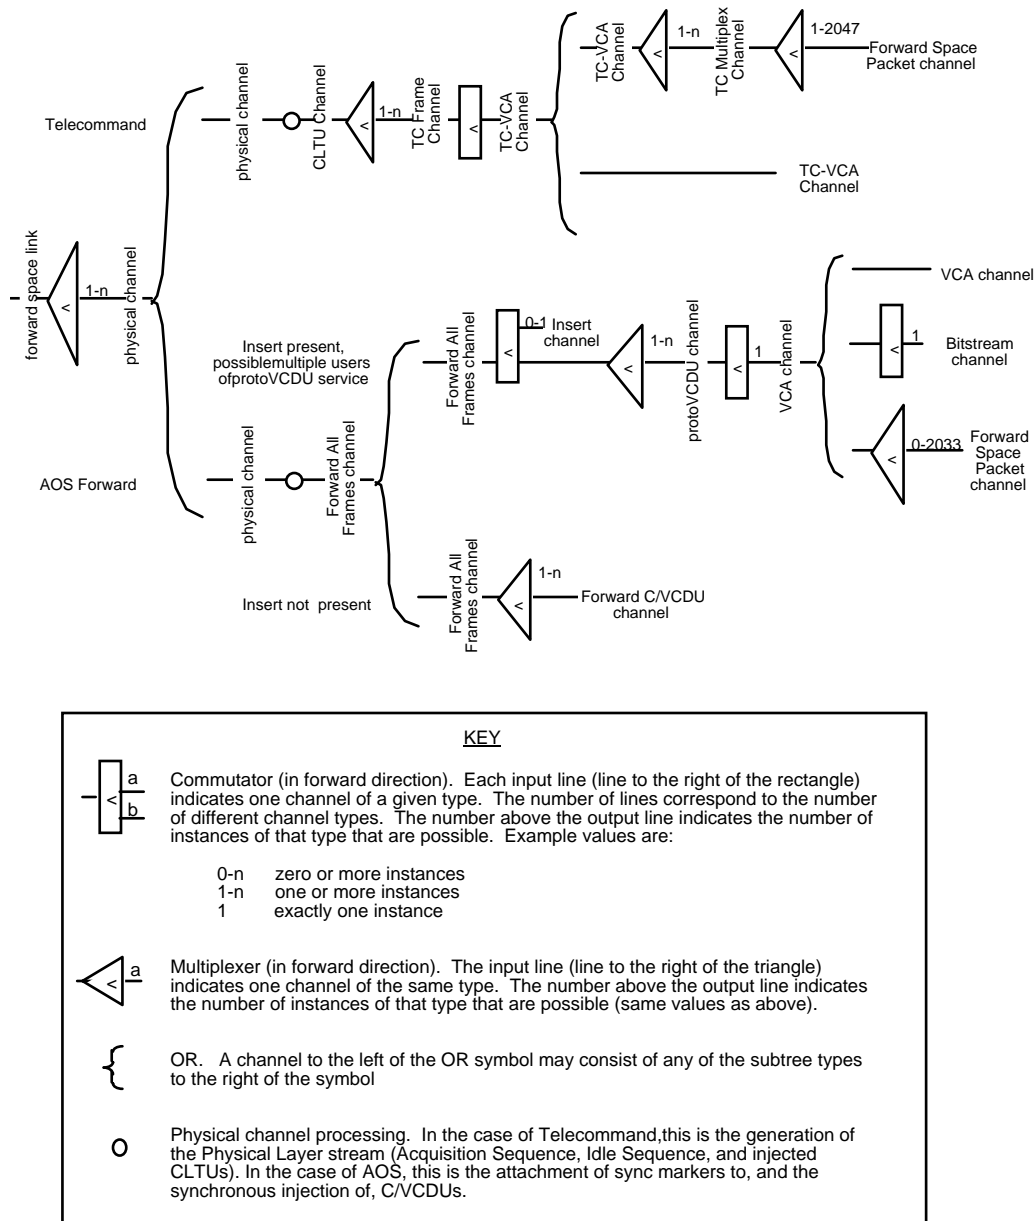 TC-VCA
Channel
<
1-n
TC Multiplex
Channel
<
1-2047
Forward Space
Packet channel
Telecommand
physical channel
CLTU Channel
<
1-n
TC Frame
Channel
<
TC-VCA
Channel
TC-VCA
Channel
forward space link
<
1-n
physical channel
Insert present,
possiblemultiple users
ofprotoVCDU service
Forward All
Frames channel
<
0-1 Insert
channel
<
1-n
protoVCDU channel
<
1
VCA channel
VCA channel
<
1
Bitstream
channel
<
0-2033
Forward
Space
Packet
channel
AOS Forward
physical channel
Forward All
Frames channel
Insert not present
Forward All
Frames channel
<
1-n
Forward C/VCDU
channel
KEY
<
a
b
Commutator (in forward direction). Each input line (line to the right of the rectangle)
indicates one channel of a given type. The number of lines correspond to the number
of different channel types. The number above the output line indicates the number of
instances of that type that are possible. Example values are:
0-n zero or more instances
1-n one or more instances
1 exactly one instance
<
a
Multiplexer (in forward direction). The input line (line to the right of the triangle)
indicates one channel of the same type. The number above the output line indicates
the number of instances of that type that are possible (same values as above).
OR. A channel to the left of the OR symbol may consist of any of the subtree types
to the right of the symbol
Physical channel processing. In the case of Telecommand,this is the generation of
the Physical Layer stream (Acquisition Sequence, Idle Sequence, and injected
CLTUs). In the case of AOS, this is the attachment of sync markers to, and the
synchronous injection of, C/VCDUs.